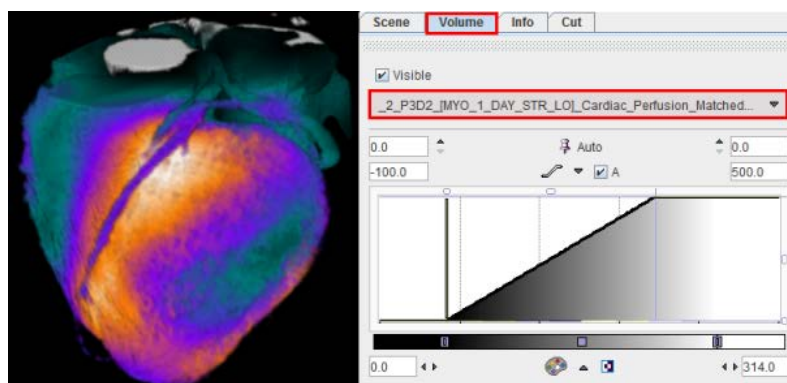 Scene Volume Info Cut
Visible
_2_P3D2_[MYO_1_DAY_STR_LO]_Cardiac_Perfusion_Matched...
0.0 Auto 0.0
-100.0 A 500.0
0.0 314.0